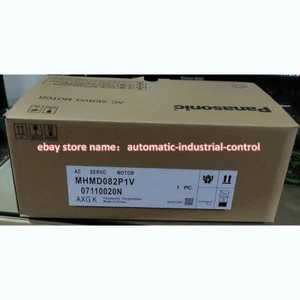 Panasonic
AC SERVO MOTOR
ebay store name： automatic-industrial-control
AC SERVO MOTOR
MHMD082P1V
07110020N
1 PC
AXG K
Panasonic Corporation
Made in China